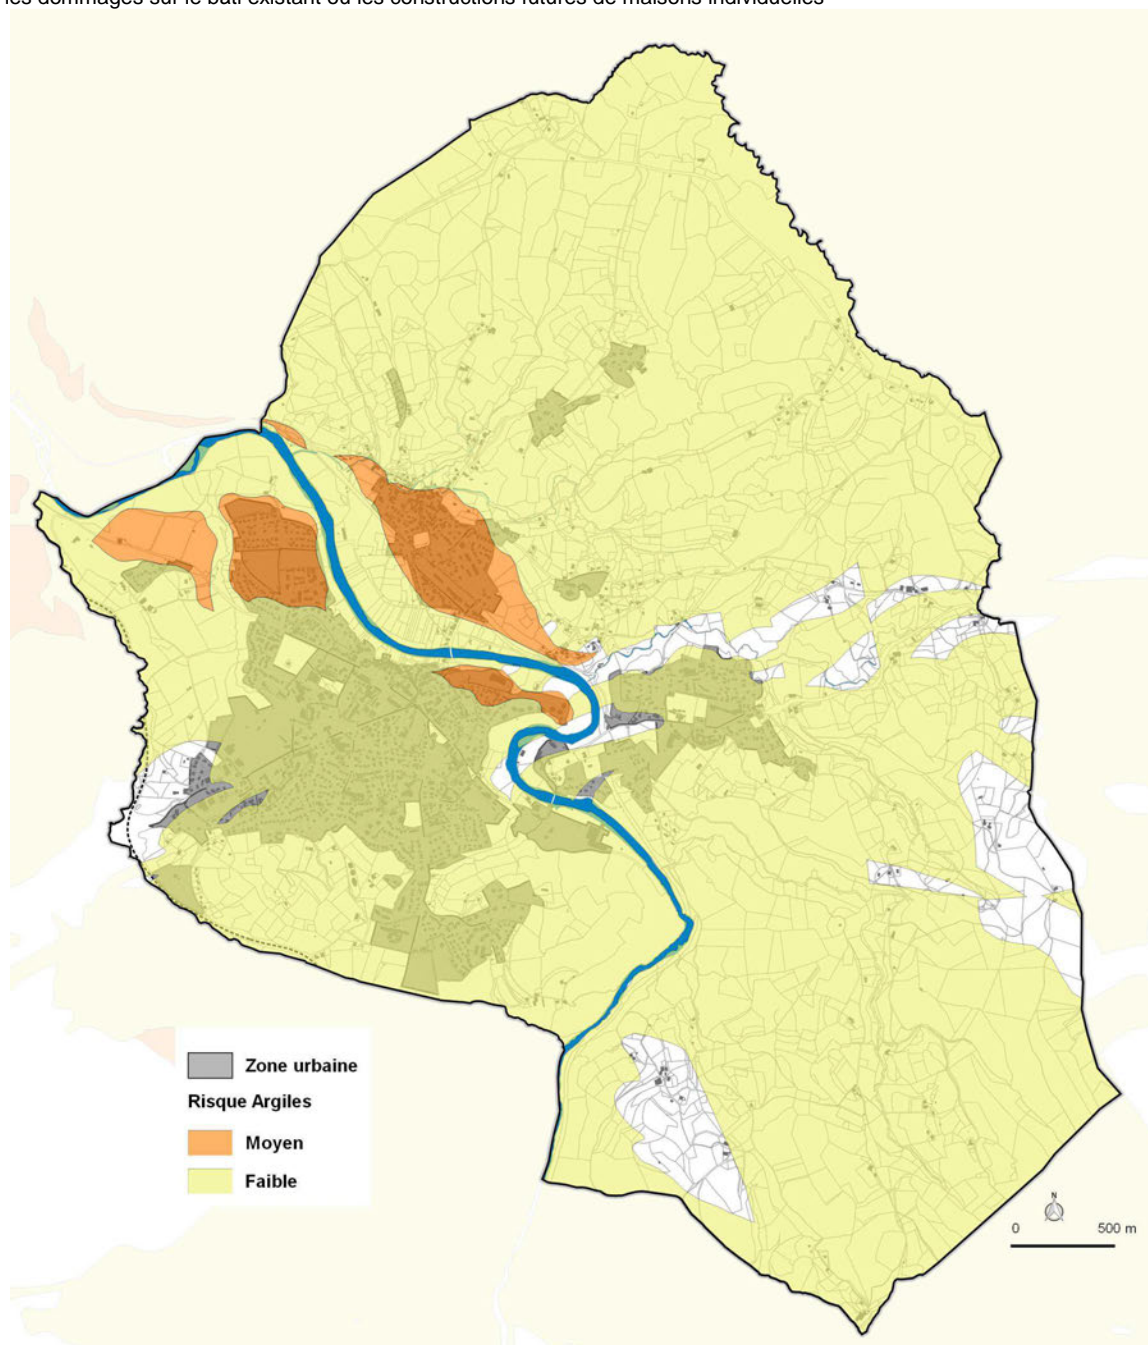 les dommages sur le bâti existant ou les constructions futures de maisons individuelles
Zone urbaine
Risque Argiles
Moyen
Faible
N
0 500 m